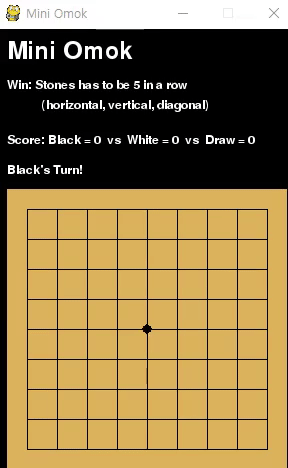 Mini Omok
Mini Omok
Win: Stones has to be 5 in a row
(horizontal, vertical, diagonal)
Score: Black = 0 vs White = 0 vs Draw = 0
Black's Turn!